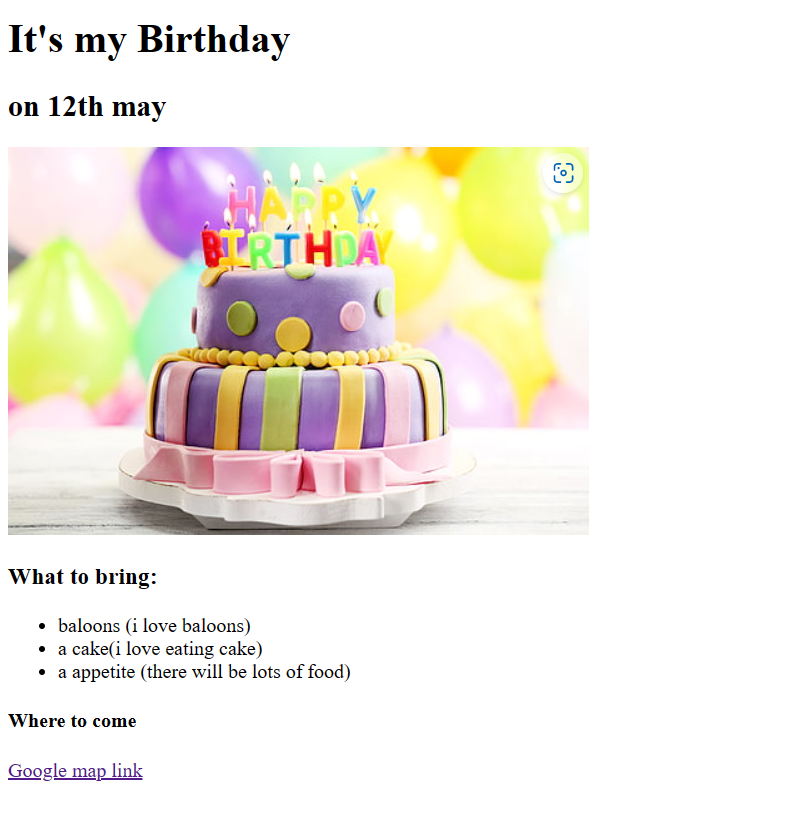 It's my Birthday
on 12th may
HAPPY
BIRTHDAY
What to bring:
baloons (i love baloons)
a cake(i love eating cake)
a appetite (there will be lots of food)
Where to come
Google map link